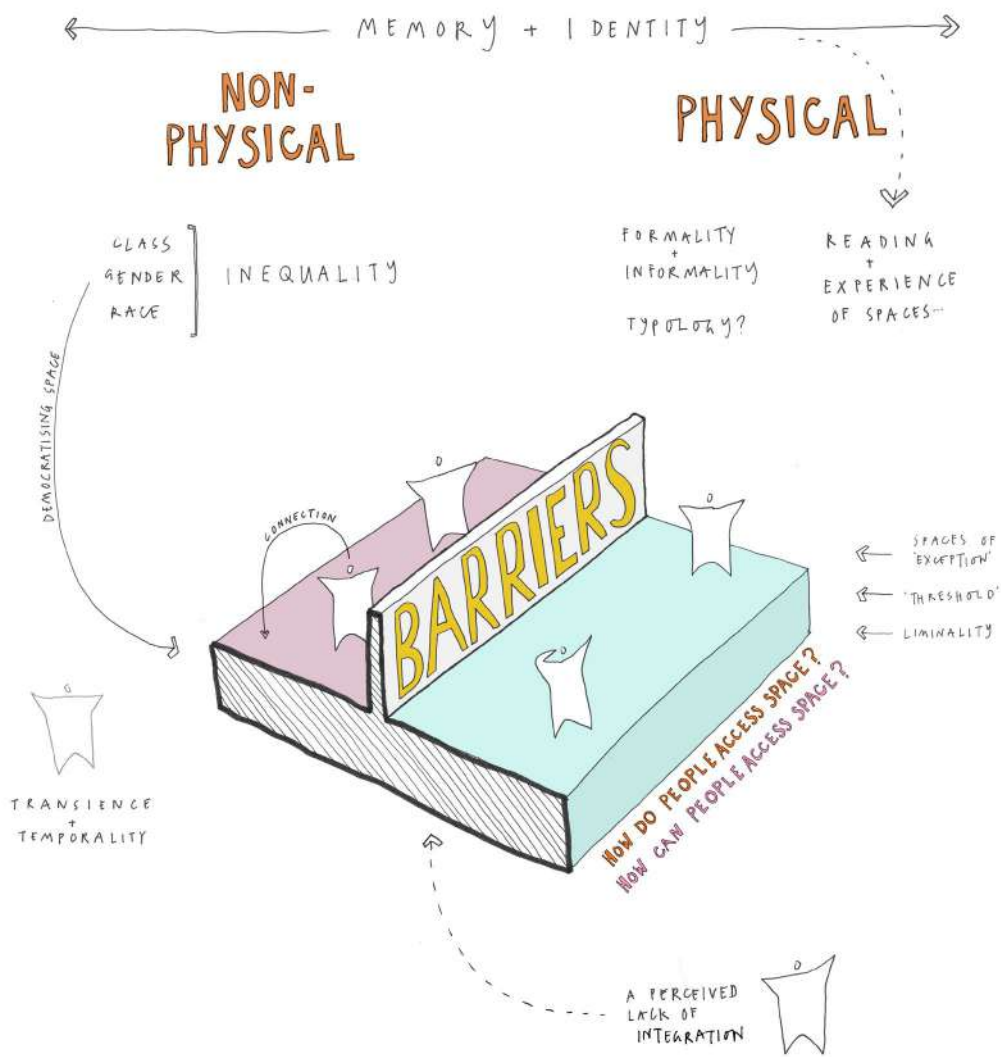 MEMORY + IDENTITY
NON-
PHYSICAL
PHYSICAL
CLASS
GENDER
RACE
INEQUALITY
FORMALITY
+
INFORMALITY
TYPOLOGY?
READING
+
EXPERIENCE
OF SPACES...
DEMOCRATISING SPACE
CONNECTION
BARRIERS
SPACES OF
'EXCEPTION'
'THRESHOLD'
LIMINALITY
HOW DO PEOPLE ACCESS SPACE?
HOW CAN PEOPLE ACCESS SPACE?
TRANSIENCE
+
TEMPORALITY
A PERCEIVED
LACK OF
INTEGRATION